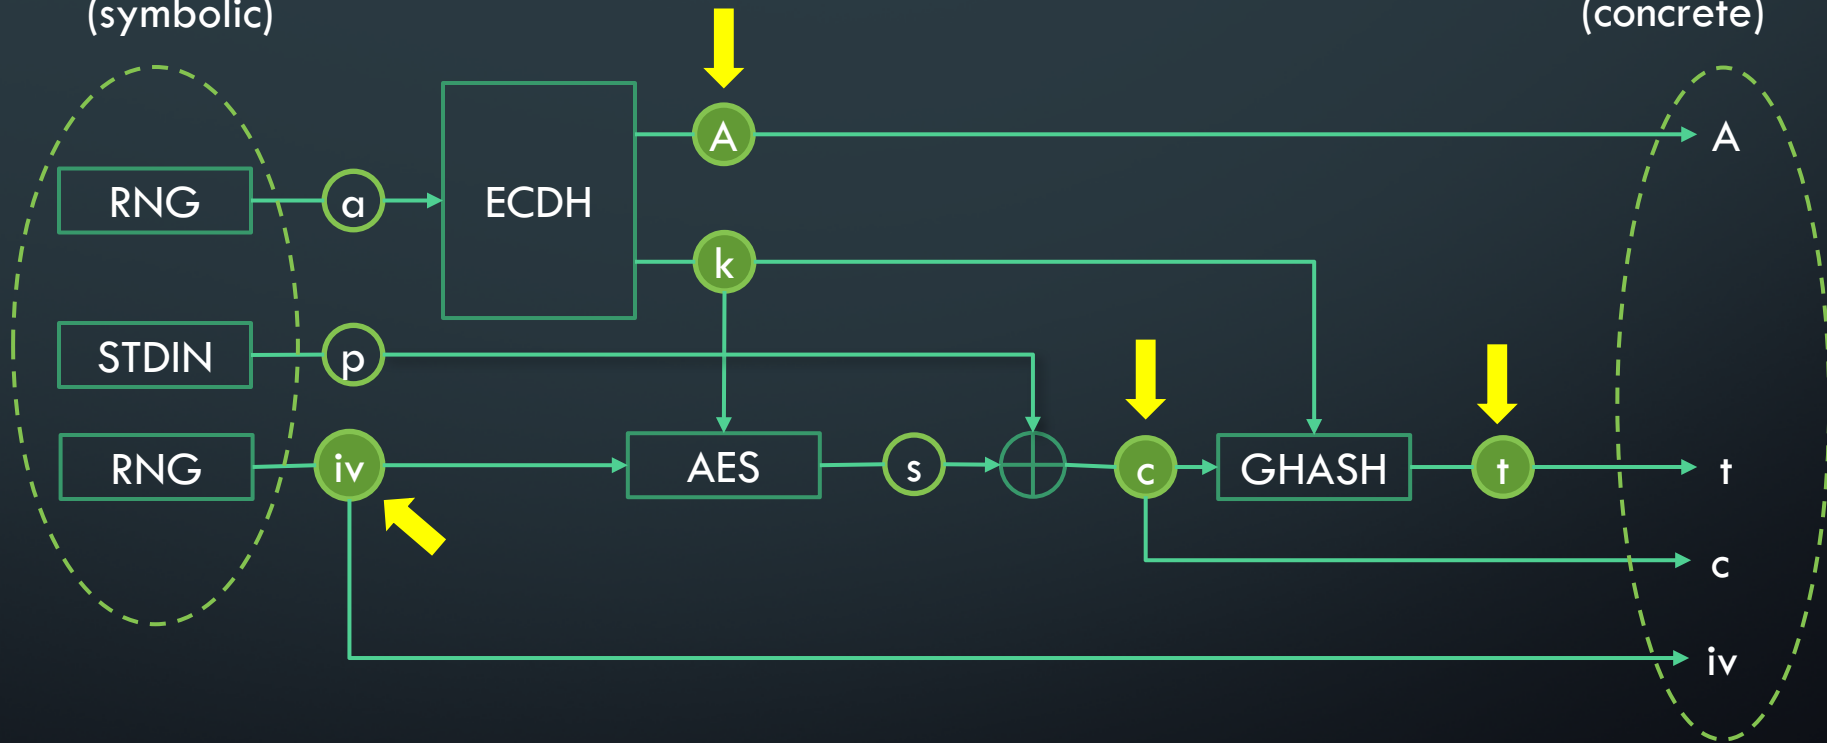 (symbolic)
(concrete)
A
A
RNG
a
ECDH
k
STDIN
p
RNG
iv
AES
s
c
GHASH
t
t
c
iv